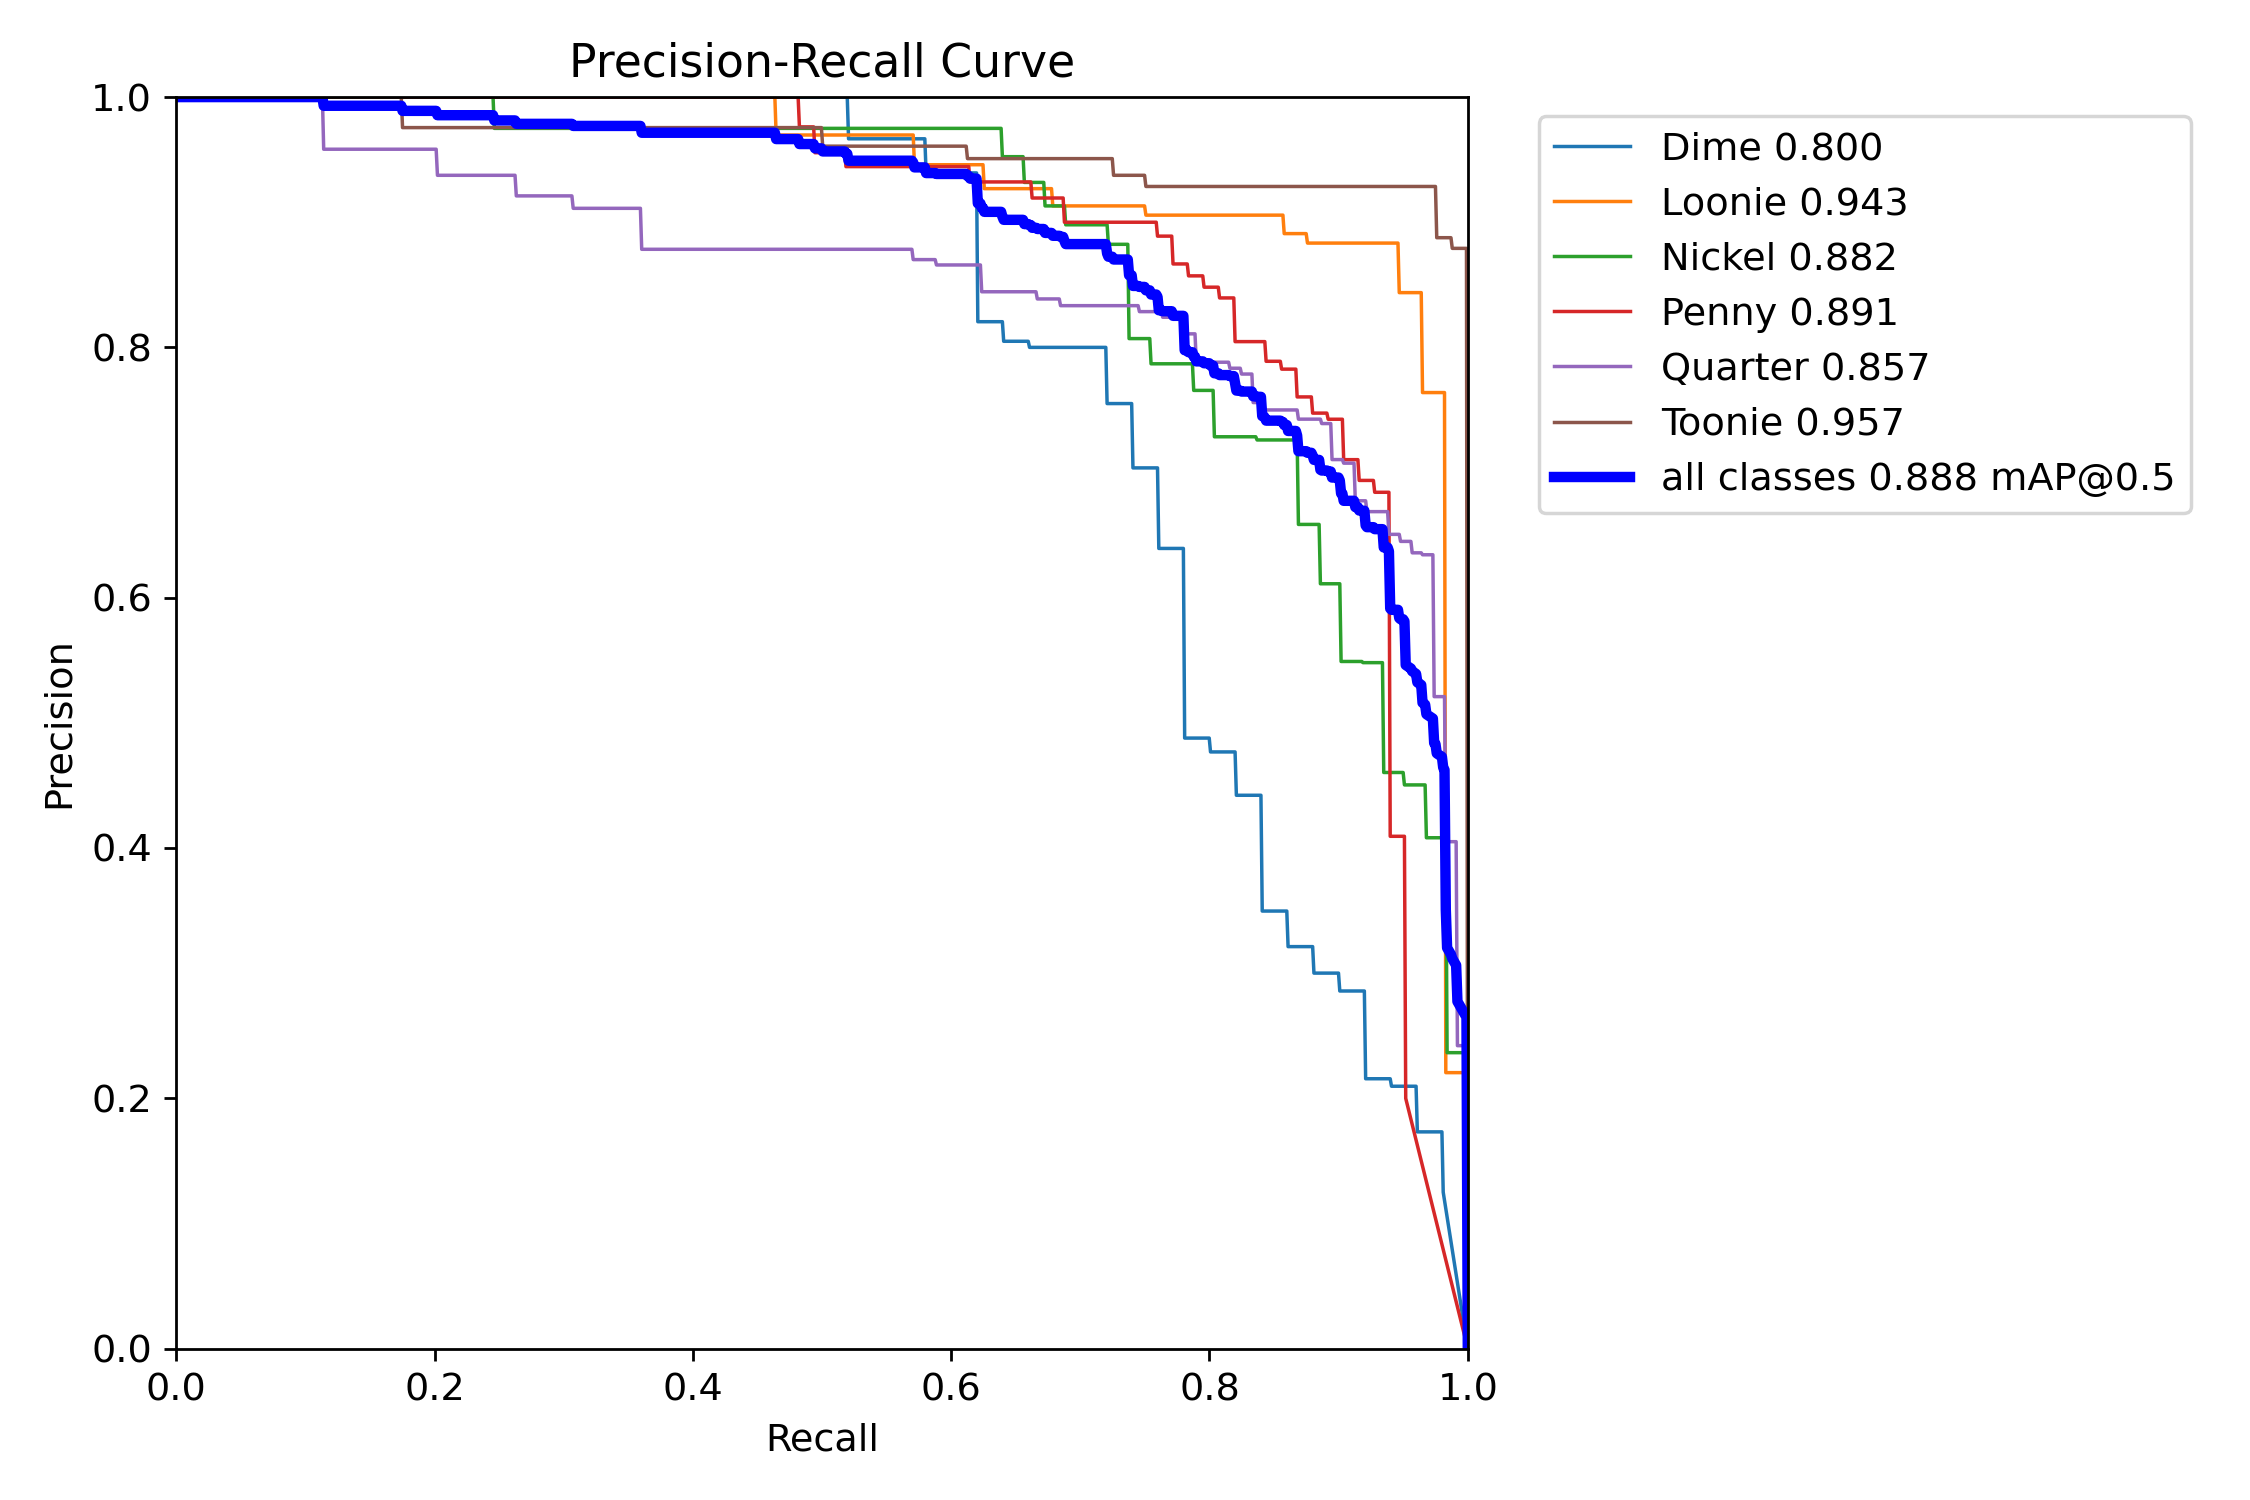 Precision-Recall Curve
1.0
0.8
0.6
0.4
0.2
0.0
Precision
0.0 0.2 0.4 0.6 0.8 1.0
Recall
Dime 0.800
Loonie 0.943
Nickel 0.882
Penny 0.891
Quarter 0.857
Toonie 0.957
all classes 0.888 mAP@0.5